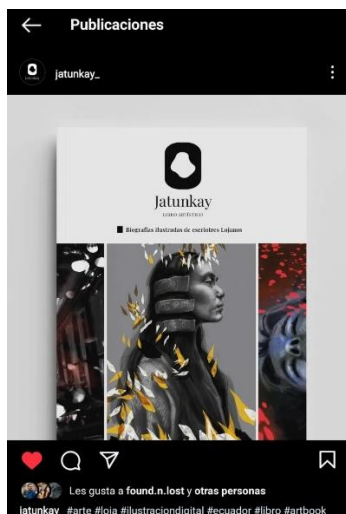 Publicaciones
jatunkay_
Jatunkay
LIBRO ARTÍSTICO
Biografías ilustradas de escritores Lojanos
Les gusta a found.n.lost y otras personas
jatunkay_ #arte #loja #ilustraciondigital #ecuador #libro #artbook